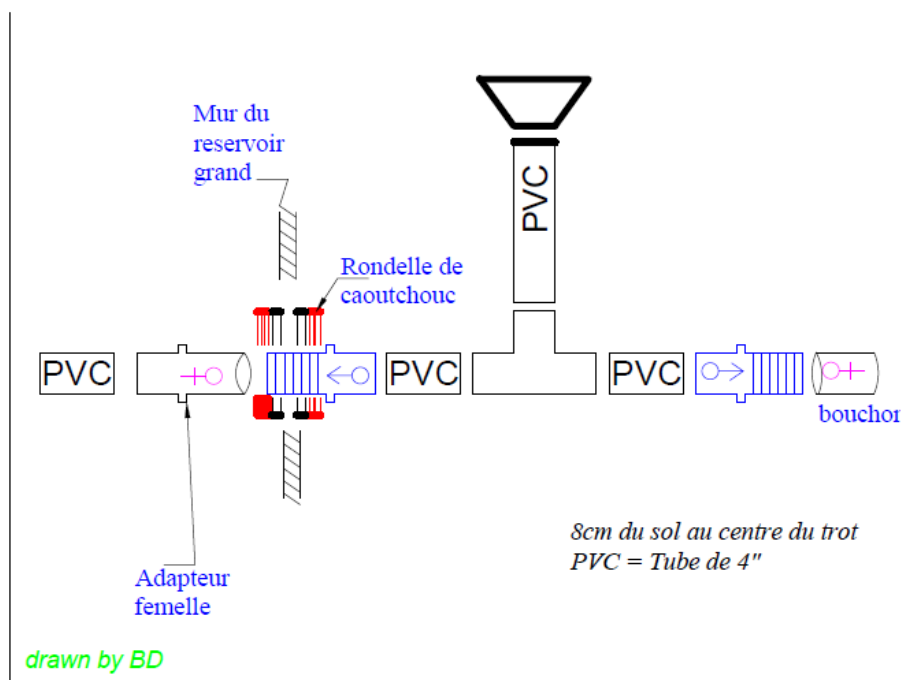 Mur du
reservoir
grand
PVC
Rondelle de
caoutchouc
PVC
PVC
PVC
bouchon
8cm du sol au centre du trot
PVC = Tube de 4"
Adapteur
femelle
drawn by BD